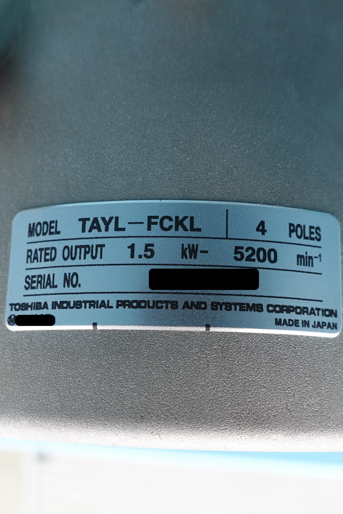 MODEL TAYL-FCKL 4 POLES
RATED OUTPUT 1.5 kW- 5200 min⁻¹
SERIAL NO.
TOSHIBA INDUSTRIAL PRODUCTS AND SYSTEMS CORPORATION
MADE IN JAPAN